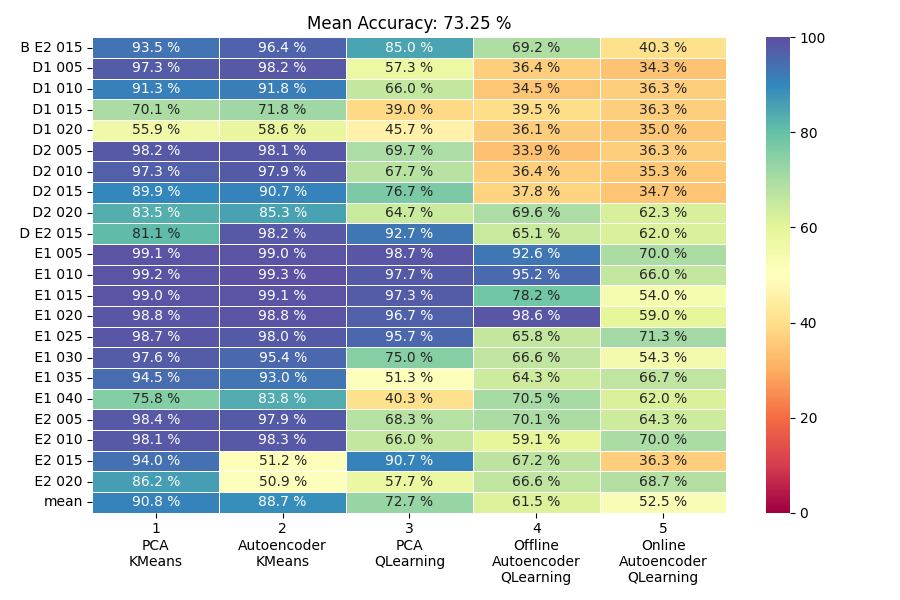 Mean Accuracy: 73.25 %
B E2 015 93.5 % 96.4 % 85.0 % 69.2 % 40.3 % 100
D1 005 97.3 % 98.2 % 57.3 % 36.4 % 34.3 %
D1 010 91.3 % 91.8 % 66.0 % 34.5 % 36.3 %
D1 015 70.1 % 71.8 % 39.0 % 39.5 % 36.3 %
D1 020 55.9 % 58.6 % 45.7 % 36.1 % 35.0 % 80
D2 005 98.2 % 98.1 % 69.7 % 33.9 % 36.3 %
D2 010 97.3 % 97.9 % 67.7 % 36.4 % 35.3 %
D2 015 89.9 % 90.7 % 76.7 % 37.8 % 34.7 %
D2 020 83.5 % 85.3 % 64.7 % 69.6 % 62.3 %
D E2 015 81.1 % 98.2 % 92.7 % 65.1 % 62.0 % 60
E1 005 99.1 % 99.0 % 98.7 % 92.6 % 70.0 %
E1 010 99.2 % 99.3 % 97.7 % 95.2 % 66.0 %
E1 015 99.0 % 99.1 % 97.3 % 78.2 % 54.0 %
E1 020 98.8 % 98.8 % 96.7 % 98.6 % 59.0 % 40
E1 025 98.7 % 98.0 % 95.7 % 65.8 % 71.3 %
E1 030 97.6 % 95.4 % 75.0 % 66.6 % 54.3 %
E1 035 94.5 % 93.0 % 51.3 % 64.3 % 66.7 %
E1 040 75.8 % 83.8 % 40.3 % 70.5 % 62.0 %
E2 005 98.4 % 97.9 % 68.3 % 70.1 % 64.3 % 20
E2 010 98.1 % 98.3 % 66.0 % 59.1 % 70.0 %
E2 015 94.0 % 51.2 % 90.7 % 67.2 % 36.3 %
E2 020 86.2 % 50.9 % 57.7 % 66.6 % 68.7 %
mean 90.8 % 88.7 % 72.7 % 61.5 % 52.5 % 0
1 2 3 4 5
PCA Autoencoder PCA Offline Online
KMeans KMeans QLearning Autoencoder Autoencoder
QLearning QLearning